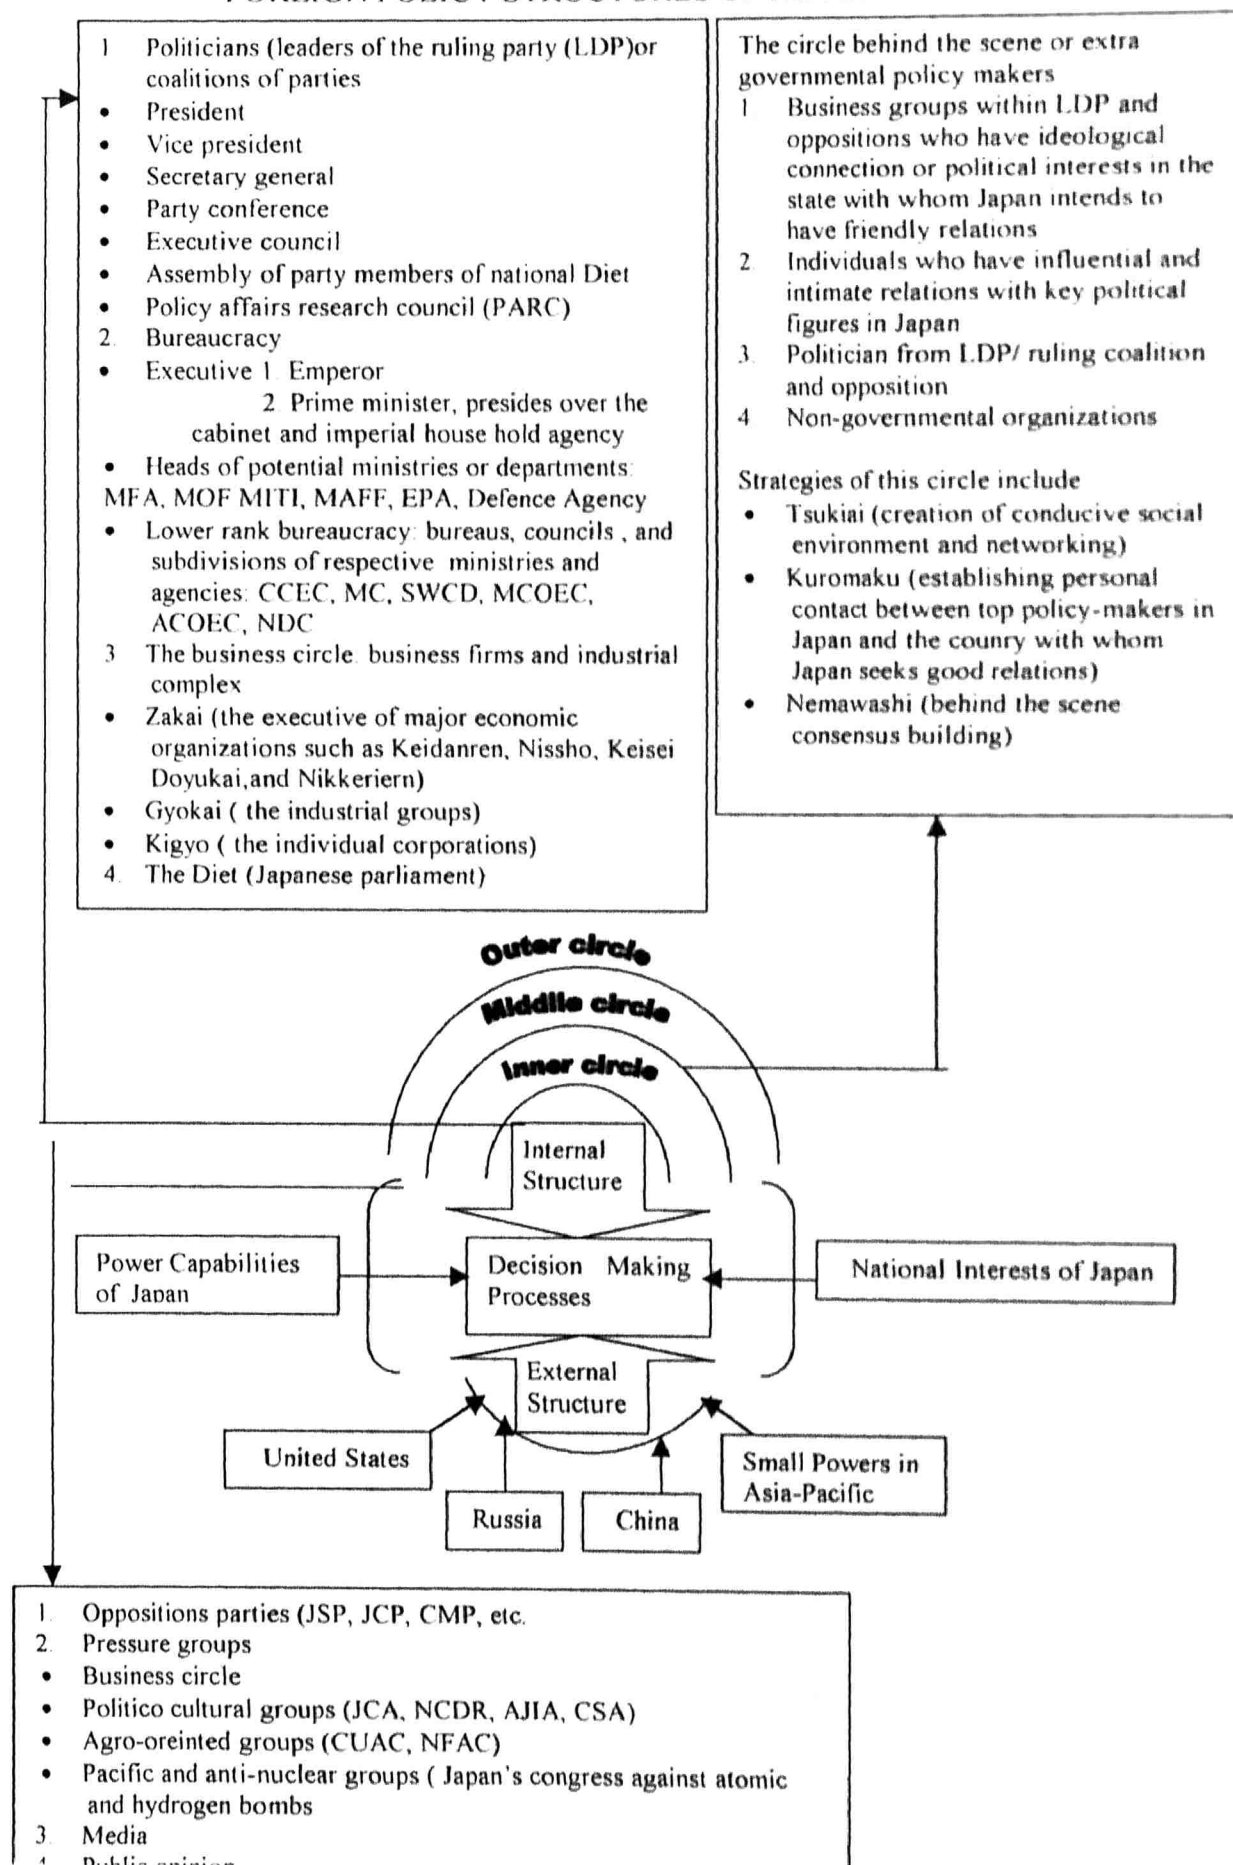 FOREIGN POLICY STRUCTURES
1 Politicians (leaders of the ruling party (LDP)or
coalitions of parties
• President
• Vice president
• Secretary general
• Party conference
• Executive council
• Assembly of party members of national Diet
• Policy affairs research council (PARC)
2. Bureaucracy
• Executive 1 Emperor
2 Prime minister, presides over the
cabinet and imperial house hold agency
• Heads of potential ministries or departments:
MFA, MOF MITI, MAFF, EPA, Defence Agency
• Lower rank bureaucracy: bureaus, councils , and
subdivisions of respective ministries and
agencies: CCEC, MC, SWCD, MCOEC,
ACOEC, NDC
3 The business circle: business firms and industrial
complex
• Zakai (the executive of major economic
organizations such as Keidanren, Nissho, Keisei
Doyukai,and Nikkeriern)
• Gyokai ( the industrial groups)
• Kigyo ( the individual corporations)
4. The Diet (Japanese parliament)
The circle behind the scene or extra
governmental policy makers
1 Business groups within LDP and
oppositions who have ideological
connection or political interests in the
state with whom Japan intends to
have friendly relations
2 Individuals who have influential and
intimate relations with key political
figures in Japan
3. Politician from LDP/ ruling coalition
and opposition
4 Non-governmental organizations
Strategies of this circle include
• Tsukiai (creation of conducive social
environment and networking)
• Kuromaku (establishing personal
contact between top policy-makers in
Japan and the counry with whom
Japan seeks good relations)
• Nemawashi (behind the scene
consensus building)
Outer circle
Middlle circle
Inner circle
Internal
Structure
Power Capabilities
of Japan
Decision Making
Processes
National Interests of Japan
External
Structure
United States
Russia
China
Small Powers in
Asia-Pacific
1. Oppositions parties (JSP, JCP, CMP, etc.
2. Pressure groups
• Business circle
• Politico cultural groups (JCA, NCDR, AJIA, CSA)
• Agro-oreinted groups (CUAC, NFAC)
• Pacific and anti-nuclear groups ( Japan's congress against atomic
and hydrogen bombs
3. Media
4 Public opinion